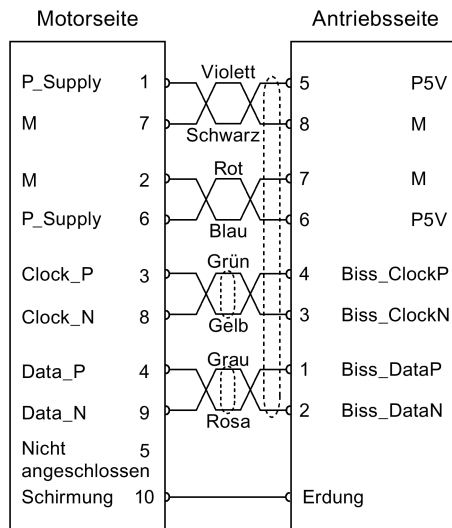 Motorseite Antriebsseite
P_Supply 1 Violett 5 P5V
M 7 Schwarz 8 M
M 2 Rot 7 M
P_Supply 6 Blau 6 P5V
Clock_P 3 Grün 4 Biss_ClockP
Clock_N 8 Gelb 3 Biss_ClockN
Data_P 4 Grau 1 Biss_DataP
Data_N 9 Rosa 2 Biss_DataN
Nicht 5
angeschlossen
Schirmung 10 Erdung